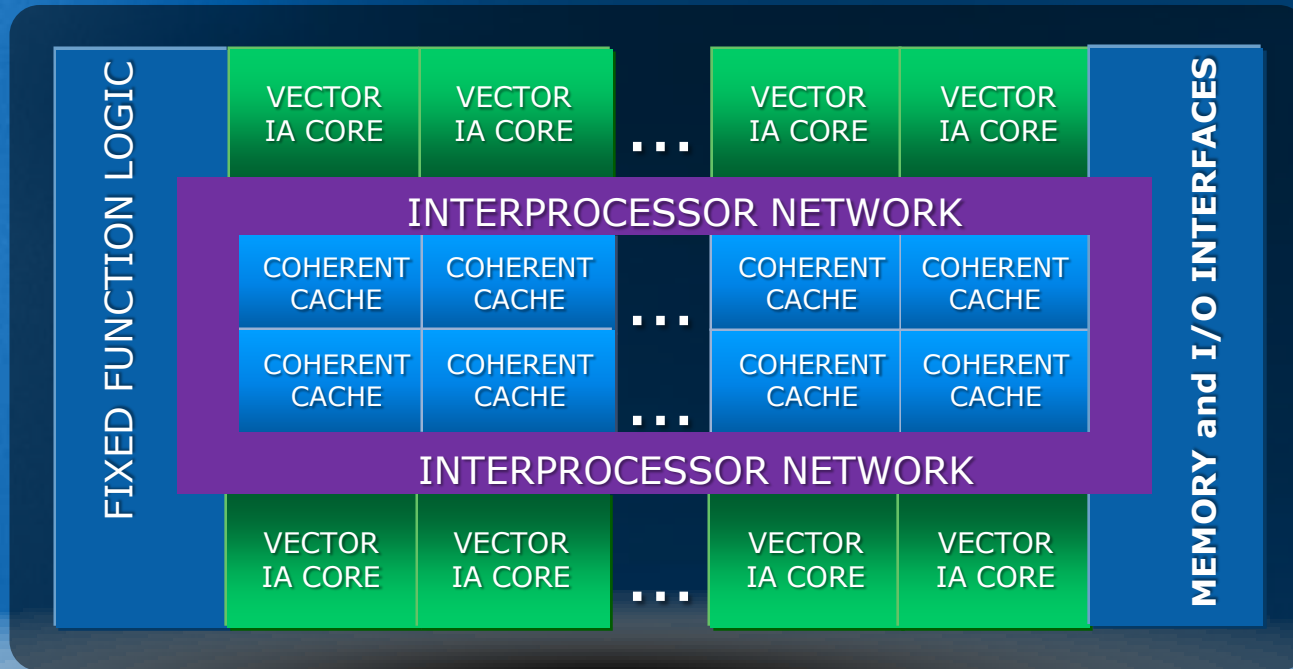 FIXED FUNCTION LOGIC
VECTOR
IA CORE
VECTOR
IA CORE
...
VECTOR
IA CORE
VECTOR
IA CORE
INTERPROCESSOR NETWORK
COHERENT
CACHE
COHERENT
CACHE
...
COHERENT
CACHE
COHERENT
CACHE
COHERENT
CACHE
COHERENT
CACHE
...
COHERENT
CACHE
COHERENT
CACHE
INTERPROCESSOR NETWORK
VECTOR
IA CORE
VECTOR
IA CORE
...
VECTOR
IA CORE
VECTOR
IA CORE
MEMORY and I/O INTERFACES